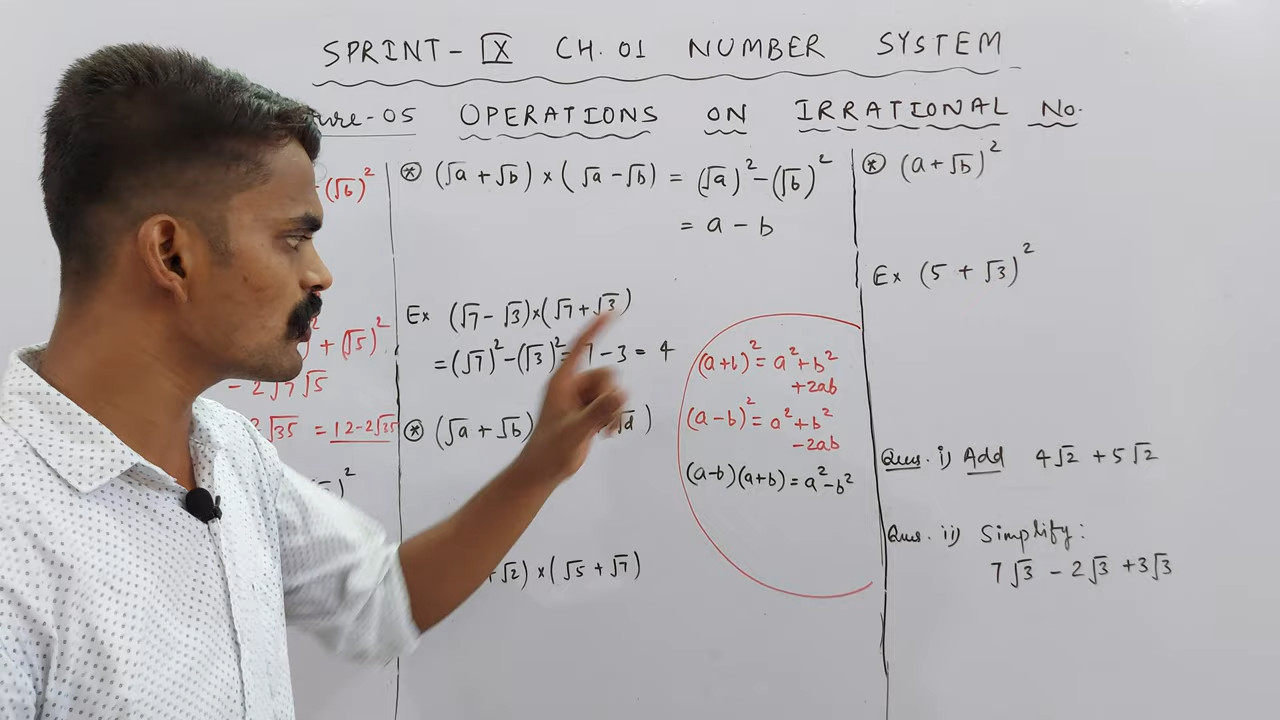 SPRINT - IX CH. 01 NUMBER SYSTEM
ure - 05 OPERATIONS ON IRRATIONAL No.
(√b)²
+ (√5)²
- 2√7√5
√35 = 12-2√35
)²
⊛ (√a + √b) × (√a - √b) = (√a)² - (√b)²
= a - b
Ex (√7 - √3)×(√7 + √3)
= (√7)² - (√3)² = 7 - 3 = 4
⊛ (√a + √b) √d )
+√2) × (√5 + √7)
(a+b)² = a² + b²
+2ab
(a-b)² = a² + b²
-2ab
(a-b)(a+b) = a² - b²
⊛ (a + √b)²
Ex (5 + √3)²
Ques. i) Add 4√2 + 5√2
Ques. ii) Simplify:
7√3 - 2√3 + 3√3